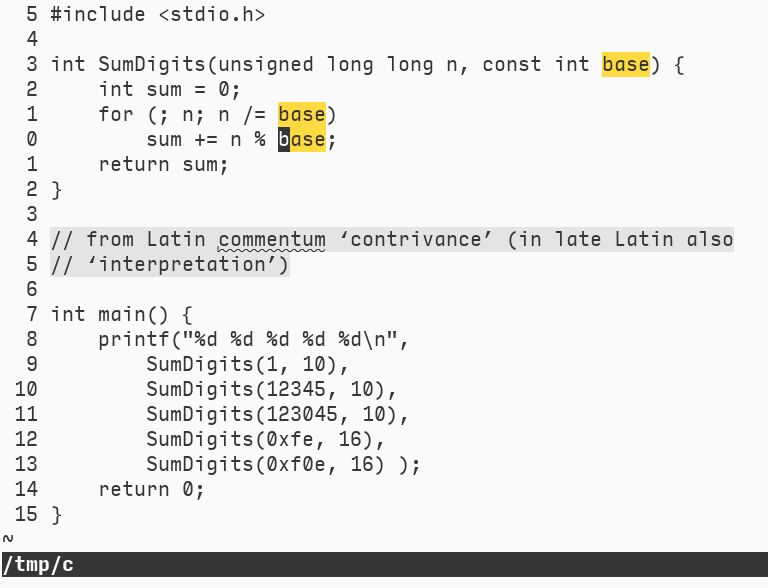 5 #include <stdio.h>
4
3 int SumDigits(unsigned long long n, const int base) {
2     int sum = 0;
1     for (; n; n /= base)
0         sum += n % base;
1     return sum;
2 }
3
4 // from Latin commentum ‘contrivance’ (in late Latin also
5 // ‘interpretation’)
6
7 int main() {
8     printf("%d %d %d %d %d\n",
9         SumDigits(1, 10),
10         SumDigits(12345, 10),
11         SumDigits(123045, 10),
12         SumDigits(0xfe, 16),
13         SumDigits(0xf0e, 16) );
14     return 0;
15 }
~
/tmp/c